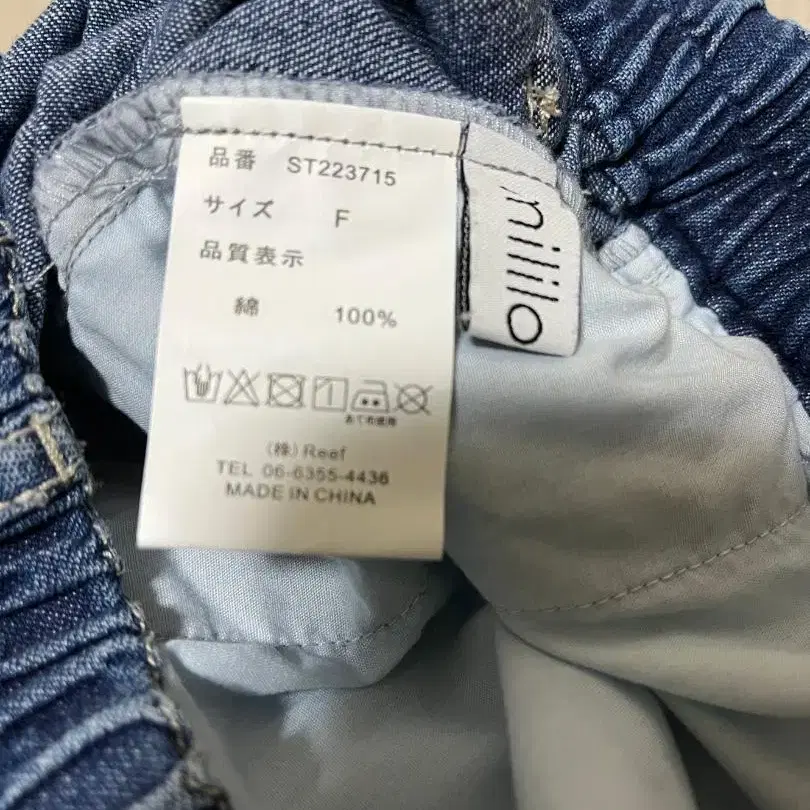 品番 ST223715
サイズ F
品質表示
綿 100%
あて布使用
(株) Reef
TEL 06-6355-4436
MADE IN CHINA
mililo